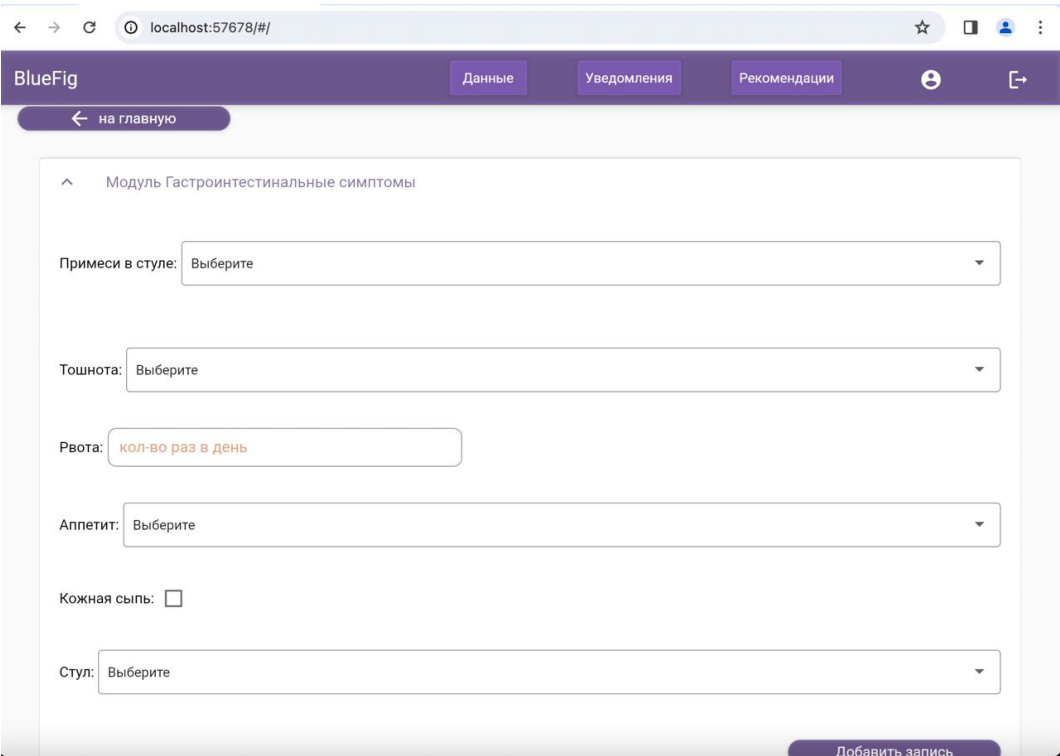 localhost:57678/#/
BlueFig Данные Уведомления Рекомендации
на главную
Модуль Гастроинтестинальные симптомы
Примеси в стуле: Выберите
Тошнота: Выберите
Рвота: кол-во раз в день
Аппетит: Выберите
Кожная сыпь:
Стул: Выберите
Добавить запись